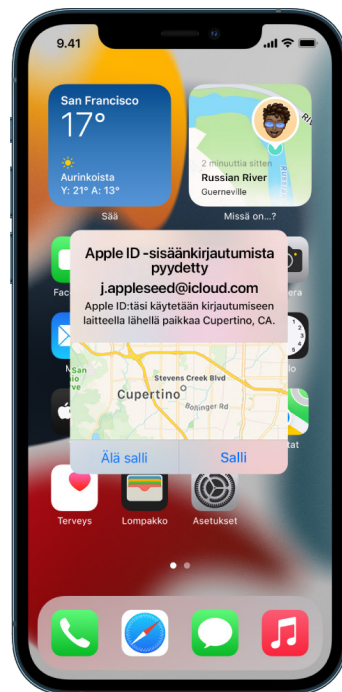 9.41
San Francisco
17°
Aurinkoista
Y: 21° A: 13°
Sää
2 minuuttia sitten
Russian River
Guerneville
Missä on...?
Apple ID -sisäänkirjautumista
pyydetty
j.appleseed@icloud.com
Apple ID:täsi käytetään kirjautumiseen
laitteella lähellä paikkaa Cupertino, CA.
San
Stevens Creek Blvd
Cupertino
Bollinger Rd
Älä salli
Salli
Terveys
Lompakko
Asetukset